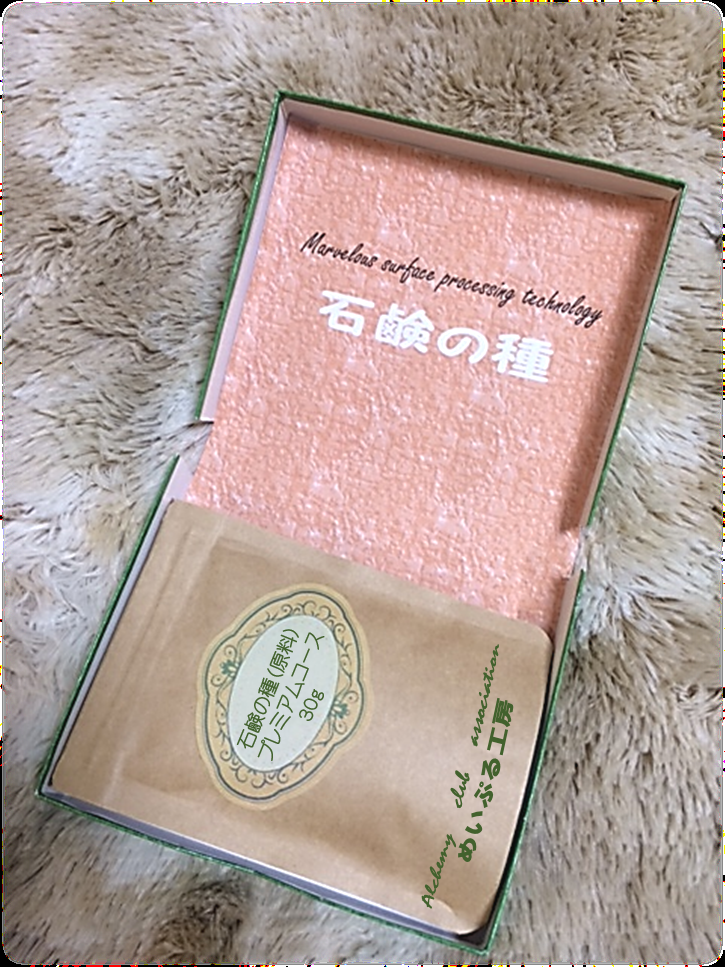 Marvelous surface processing technology
石鹸の種
石鹸の種(原料)
プレミアムコース
30g
Alchemy club association
めいぷる工房